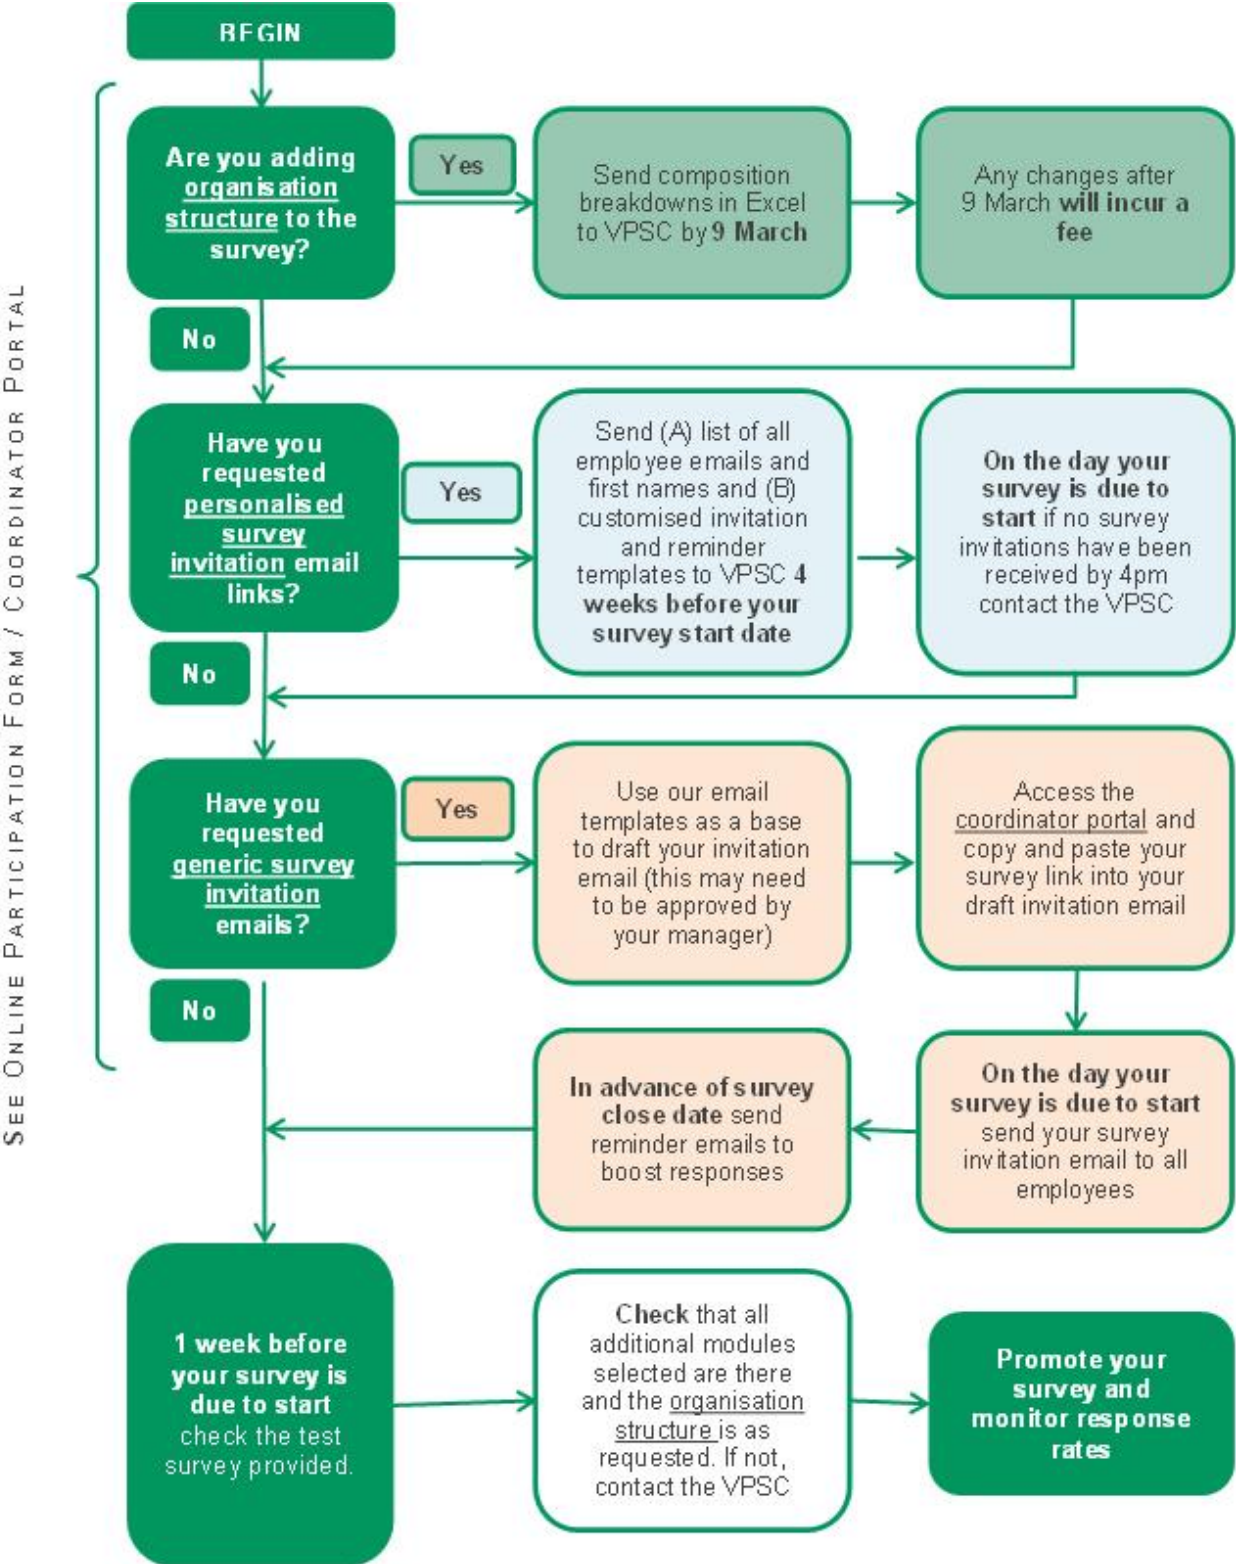 BEGIN
Are you adding
organisation
structure to the
survey?
Yes
Send composition
breakdowns in Excel
to VPSC by 9 March
Any changes after
9 March will incur a
fee
No
Have you
requested
personalised
survey
invitation email
links?
Yes
Send (A) list of all
employee emails and
first names and (B)
customised invitation
and reminder
templates to VPSC 4
weeks before your
survey start date
On the day your
survey is due to
start if no survey
invitations have been
received by 4pm
contact the VPSC
No
Have you
requested
generic survey
invitation
emails?
Yes
Use our email
templates as a base
to draft your invitation
email (this may need
to be approved by
your manager)
Access the
coordinator portal and
copy and paste your
survey link into your
draft invitation email
No
On the day your
survey is due to start
send your survey
invitation email to all
employees
In advance of survey
close date send
reminder emails to
boost responses
1 week before
your survey is
due to start
check the test
survey provided.
Check that all
additional modules
selected are there
and the organisation
structure is as
requested. If not,
contact the VPSC
Promote your
survey and
monitor response
rates
SEE ONLINE PARTICIPATION FORM / COORDINATOR PORTAL